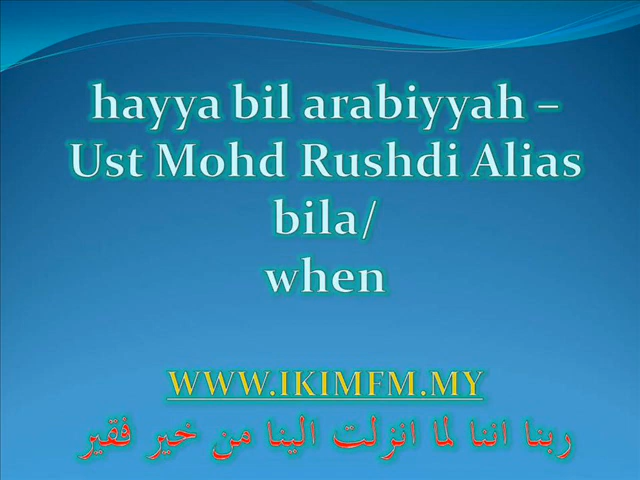 hayya bil arabiyyah –
Ust Mohd Rushdi Alias
bila/
when
WWW.IKIMFM.MY
ربنا اننا لما انزلت الينا من خير فقير